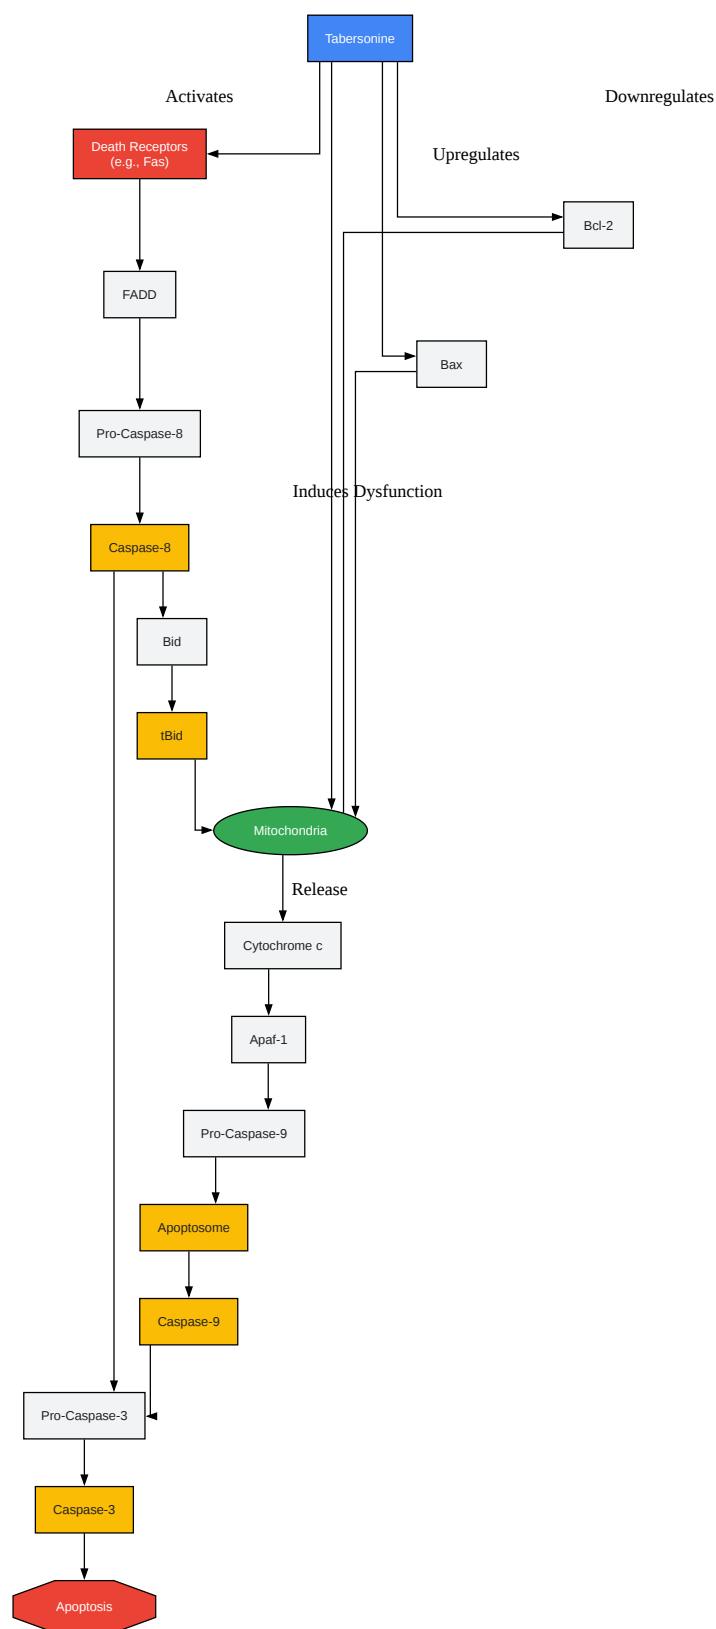 Tabersonine
Activates
Downregulates
Death Receptors
(e.g., Fas)
Upregulates
Bcl-2
FADD
Bax
Pro-Caspase-8
Induces Dysfunction
Caspase-8
Bid
tBid
Mitochondria
Release
Cytochrome c
Apaf-1
Pro-Caspase-9
Apoptosome
Caspase-9
Pro-Caspase-3
Caspase-3
Apoptosis